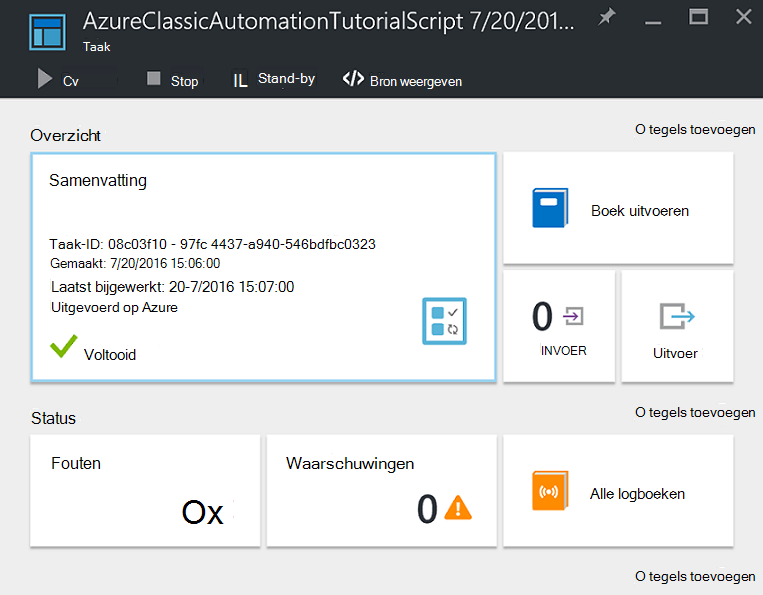 AzureClassicAutomationTutorialScript 7/20/201...
Taak
Cv
Stop
IL Stand-by
Bron weergeven
Overzicht
O tegels toevoegen
Samenvatting
Taak-ID: 08c03f10 - 97fc 4437-a940-546bdfbc0323
Gemaakt: 7/20/2016 15:06:00
Laatst bijgewerkt: 20-7/2016 15:07:00
Uitgevoerd op Azure
Voltooid
Boek uitvoeren
0
INVOER
Uitvoer
Status
O tegels toevoegen
Fouten
Ox
Waarschuwingen
0
Alle logboeken
O tegels toevoegen